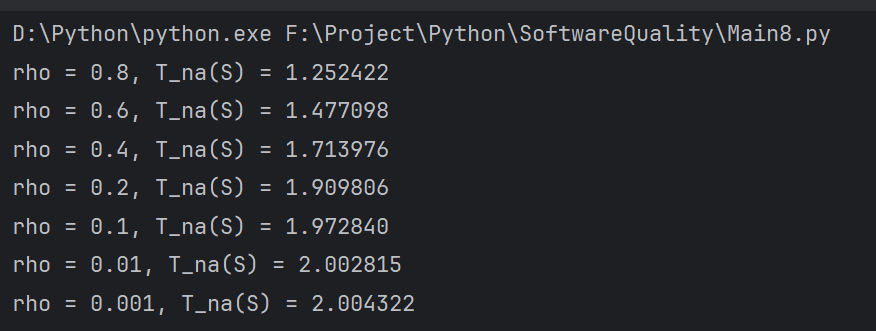 D:\Python\python.exe F:\Project\Python\SoftwareQuality\Main8.py
rho = 0.8, T_na(S) = 1.252422
rho = 0.6, T_na(S) = 1.477098
rho = 0.4, T_na(S) = 1.713976
rho = 0.2, T_na(S) = 1.909806
rho = 0.1, T_na(S) = 1.972840
rho = 0.01, T_na(S) = 2.002815
rho = 0.001, T_na(S) = 2.004322